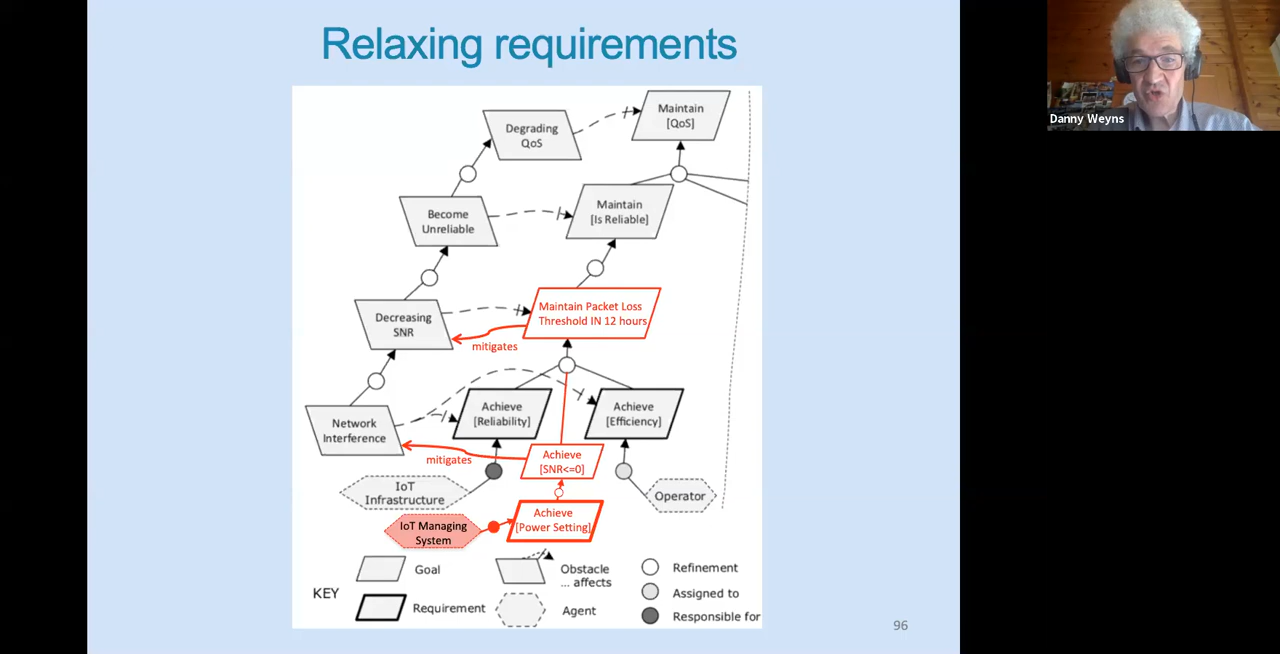 Relaxing requirements
Danny Weyns
Maintain
[QoS]
Degrading
QoS
Maintain
[Is Reliable]
Become
Unreliable
Maintain Packet Loss
Threshold IN 12 hours
Decreasing
SNR
mitigates
Achieve
[Reliability]
Achieve
[Efficiency]
Network
Interference
mitigates
Achieve
[SNR<=0]
IoT
Infrastructure
Operator
Achieve
[Power Setting]
IoT Managing
System
KEY
Goal
Obstacle
... affects
Refinement
Assigned to
Requirement
Agent
Responsible for
96